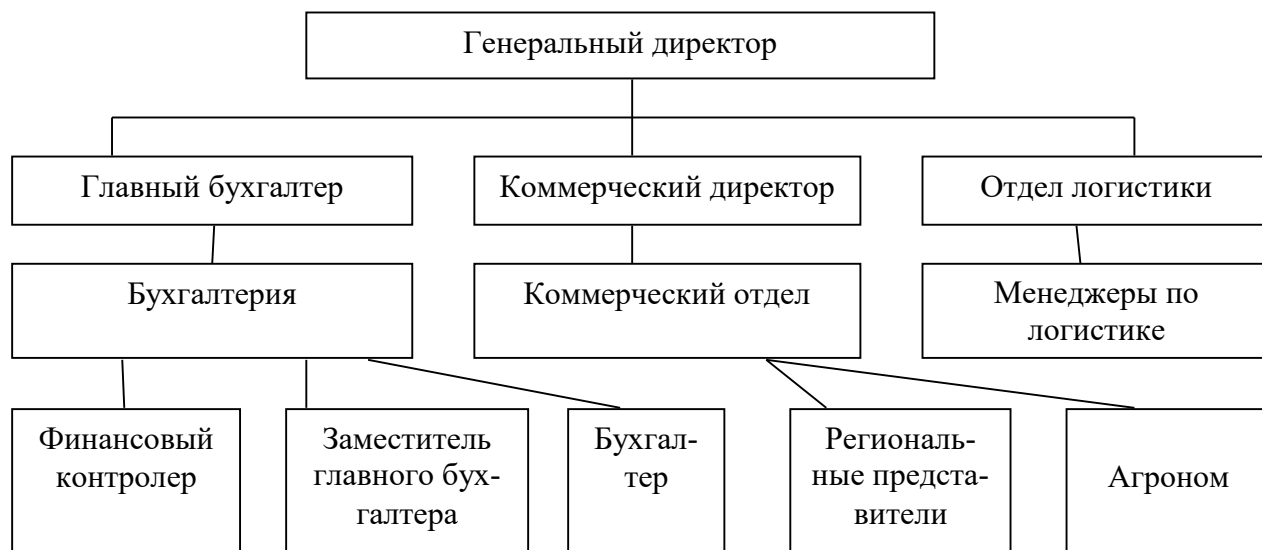 Генеральный директор
Главный бухгалтер
Коммерческий директор
Отдел логистики
Бухгалтерия
Коммерческий отдел
Менеджеры по
логистике
Финансовый
контролер
Заместитель
главного бух-
галтера
Бухгал-
тер
Региональ-
ные предста-
вители
Агроном